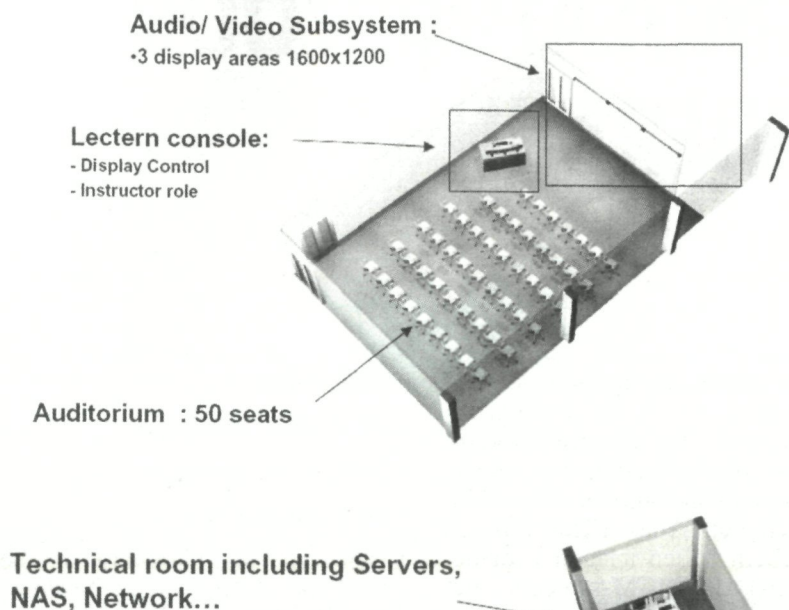 Audio/ Video Subsystem :
•3 display areas 1600x1200
Lectern console:
- Display Control
- Instructor role
Auditorium : 50 seats
Technical room including Servers,
NAS, Network…